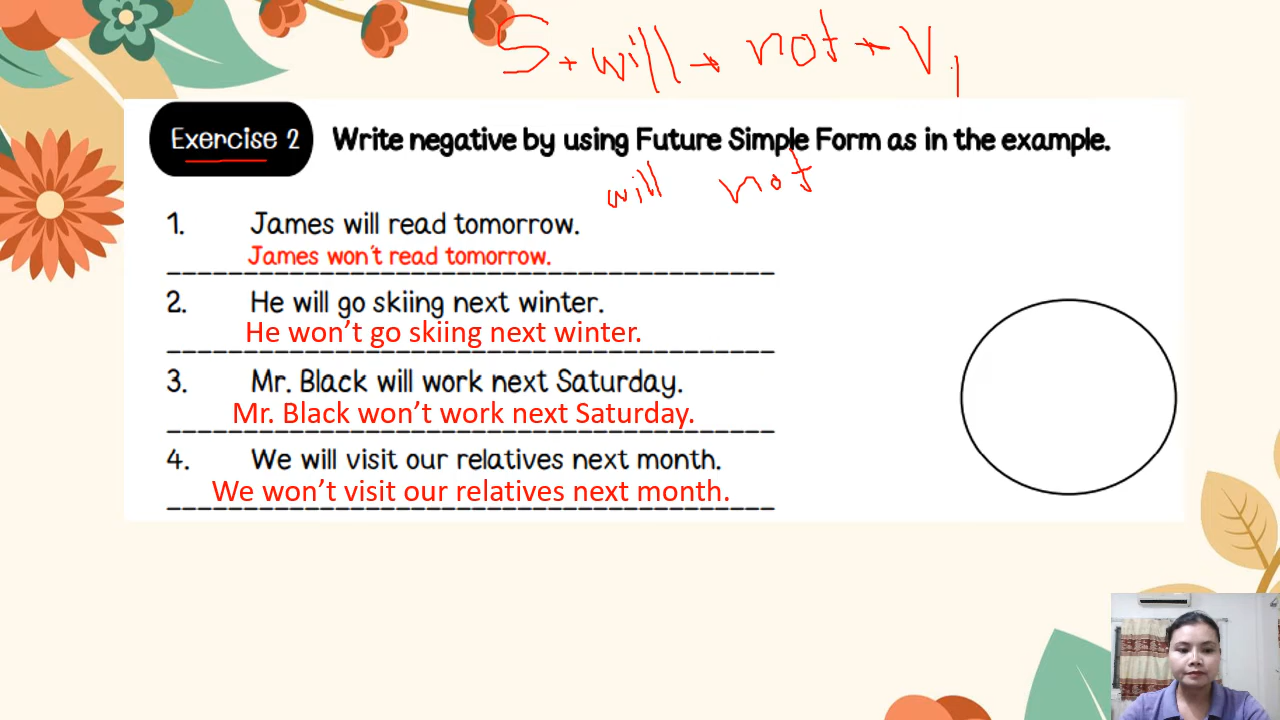 S + will + not + V1
Exercise 2 Write negative by using Future Simple Form as in the example.
will not
1. James will read tomorrow.
James won't read tomorrow.
2. He will go skiing next winter.
He won't go skiing next winter.
3. Mr. Black will work next Saturday.
Mr. Black won't work next Saturday.
4. We will visit our relatives next month.
We won't visit our relatives next month.